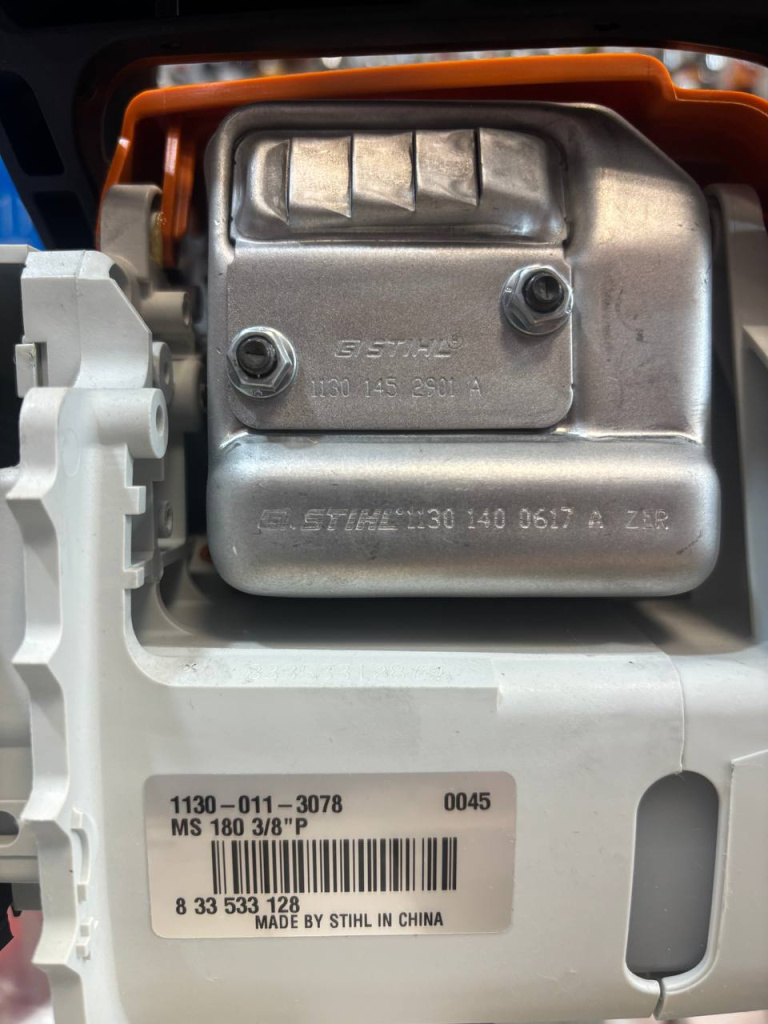 STIHL®
1130 145 2901 A
STIHL® 1130 140 0617 A ZAR
1130-011-3078 0045
MS 180 3/8"P
8 33 533 128
MADE BY STIHL IN CHINA